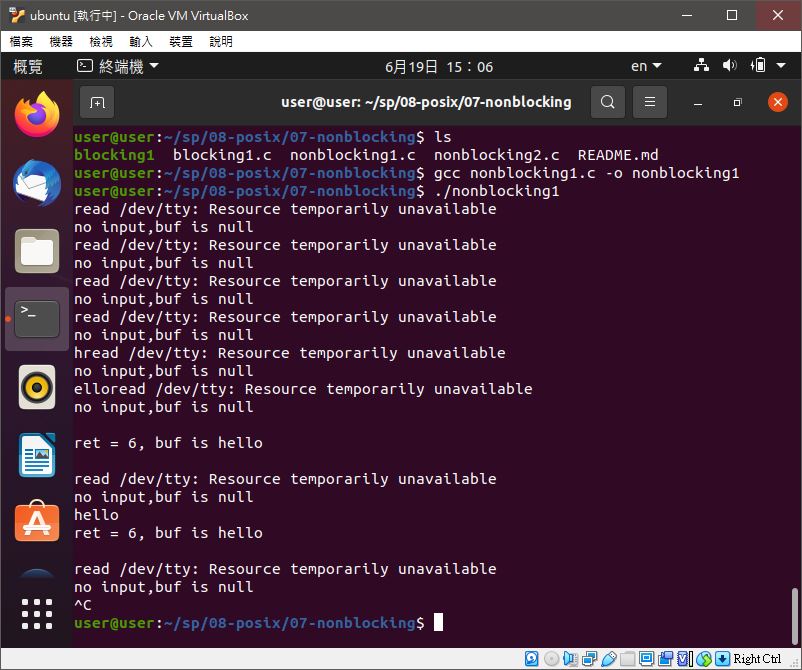 ubuntu [執行中] - Oracle VM VirtualBox
檔案 機器 檢視 輸入 裝置 說明
概覽 終端機 6月19日 15：06 en
user@user: ~/sp/08-posix/07-nonblocking
user@user:~/sp/08-posix/07-nonblocking$ ls
blocking1 blocking1.c nonblocking1.c nonblocking2.c README.md
user@user:~/sp/08-posix/07-nonblocking$ gcc nonblocking1.c -o nonblocking1
user@user:~/sp/08-posix/07-nonblocking$ ./nonblocking1
read /dev/tty: Resource temporarily unavailable
no input,buf is null
read /dev/tty: Resource temporarily unavailable
no input,buf is null
read /dev/tty: Resource temporarily unavailable
no input,buf is null
read /dev/tty: Resource temporarily unavailable
no input,buf is null
hread /dev/tty: Resource temporarily unavailable
no input,buf is null
elloread /dev/tty: Resource temporarily unavailable
no input,buf is null
ret = 6, buf is hello
read /dev/tty: Resource temporarily unavailable
no input,buf is null
hello
ret = 6, buf is hello
read /dev/tty: Resource temporarily unavailable
no input,buf is null
^C
user@user:~/sp/08-posix/07-nonblocking$
Right Ctrl